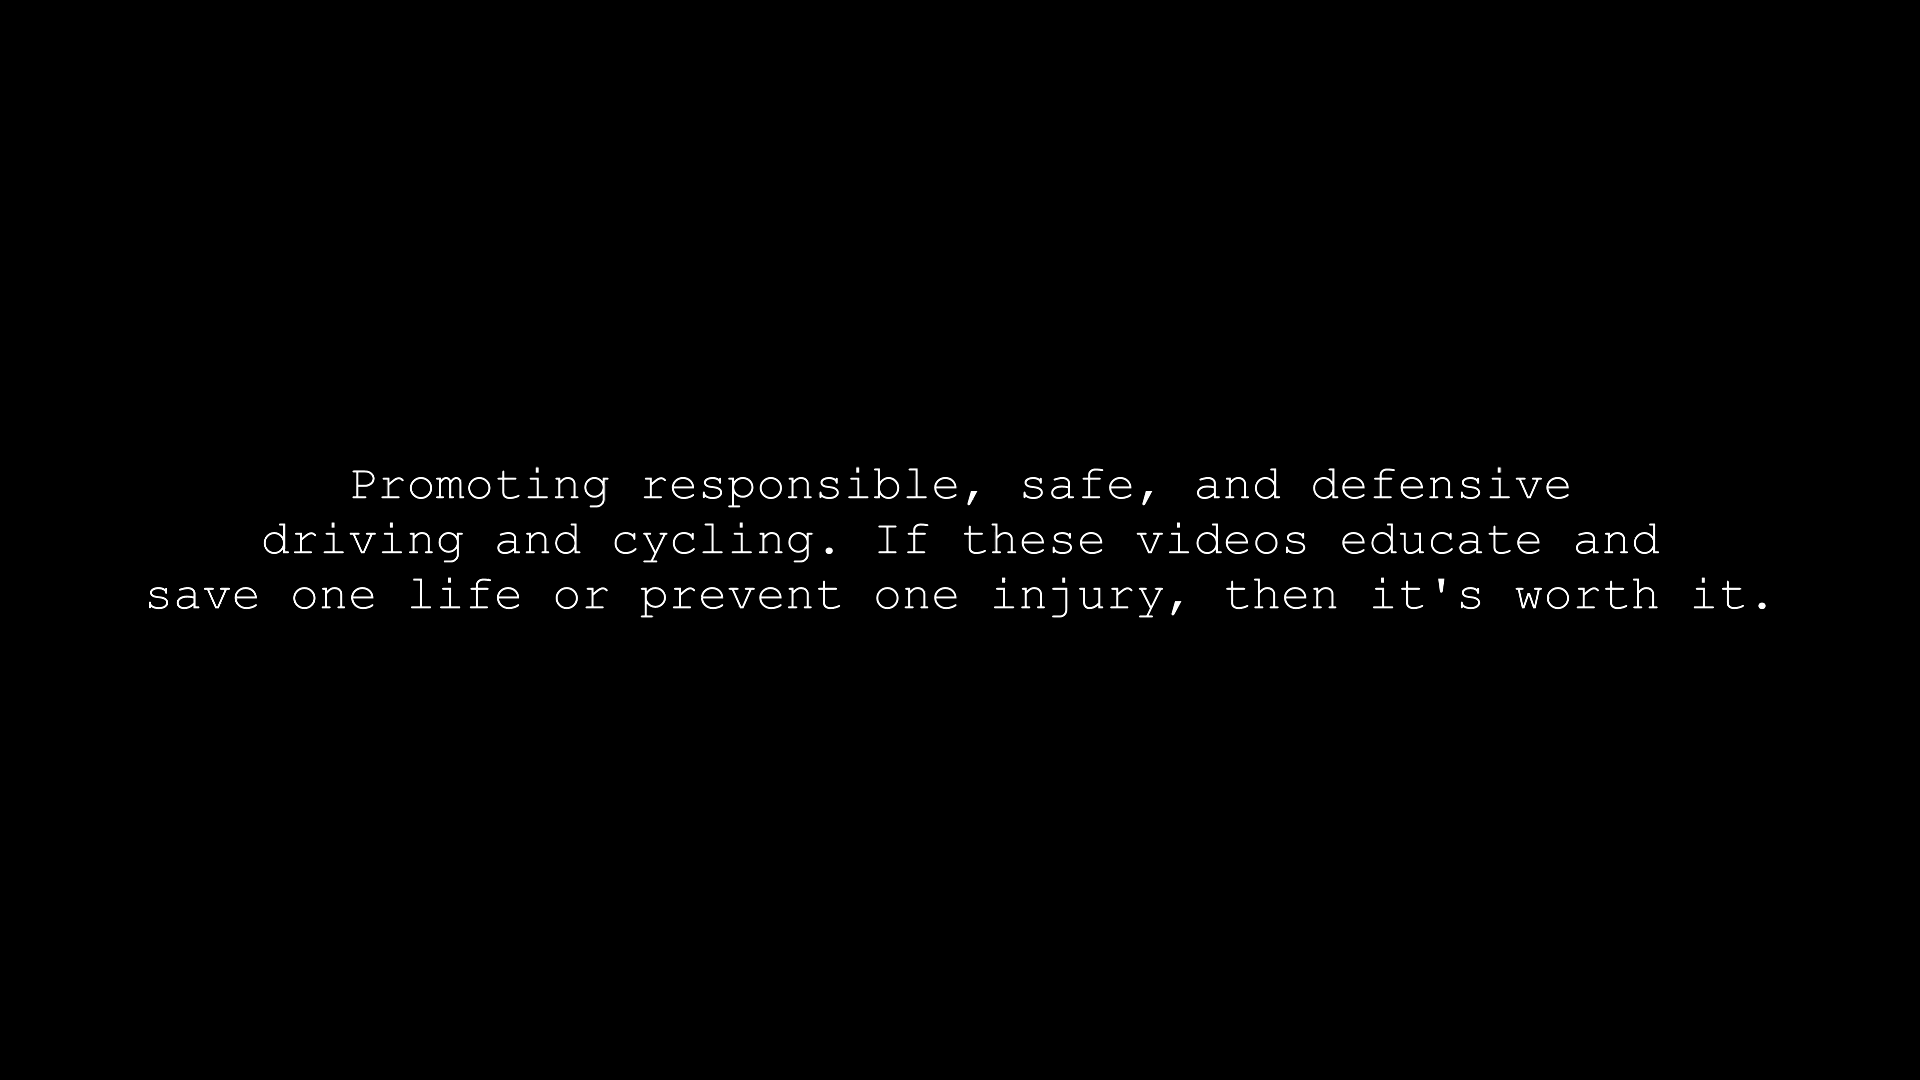 Promoting responsible, safe, and defensive
driving and cycling. If these videos educate and
save one life or prevent one injury, then it's worth it.